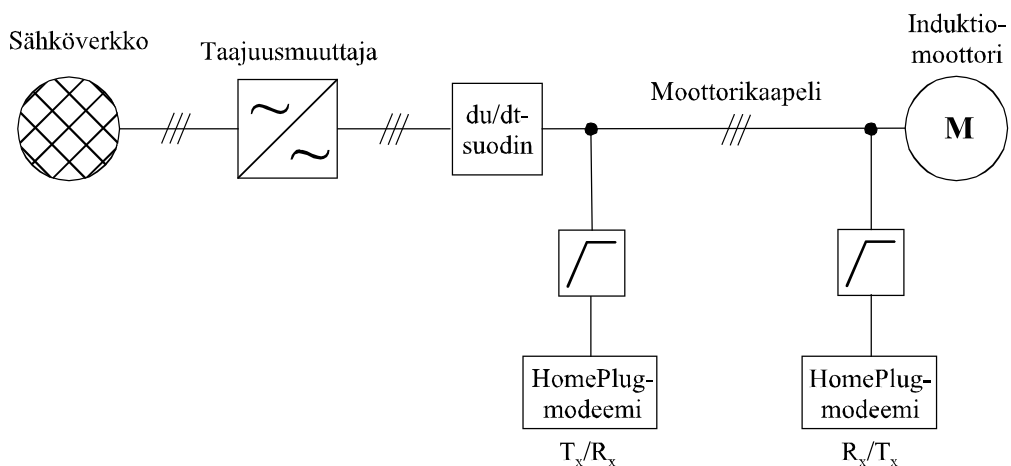 Sähköverkko
Taajuusmuuttaja
du/dt-
suodin
Moottorikaapeli
Induktio-
moottori
M
HomePlug-
modeemi
Tx/Rx
HomePlug-
modeemi
Rx/Tx